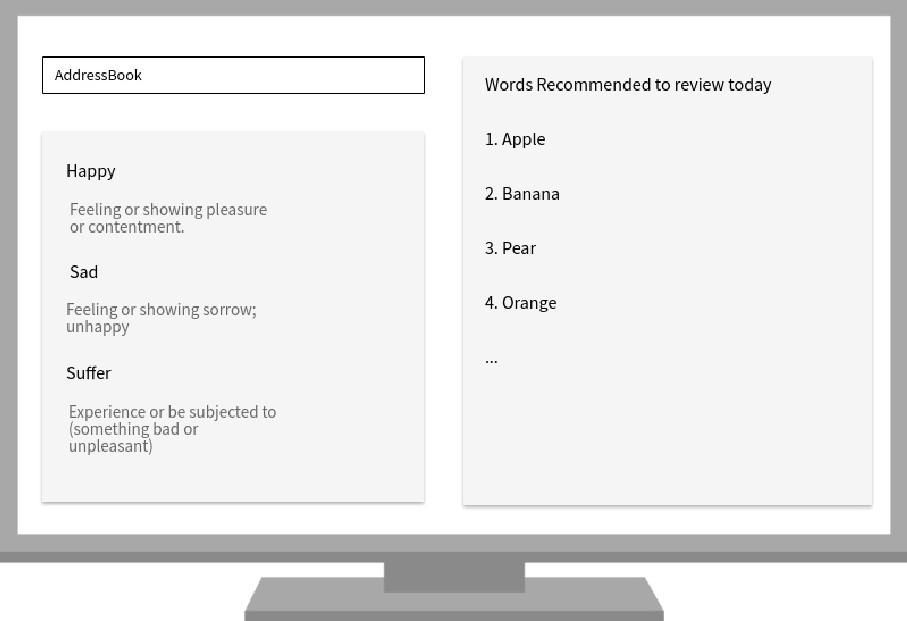 AddressBook
Happy
Feeling or showing pleasure
or contentment.
Sad
Feeling or showing sorrow;
unhappy
Suffer
Experience or be subjected to
(something bad or
unpleasant)
Words Recommended to review today
1. Apple
2. Banana
3. Pear
4. Orange
...